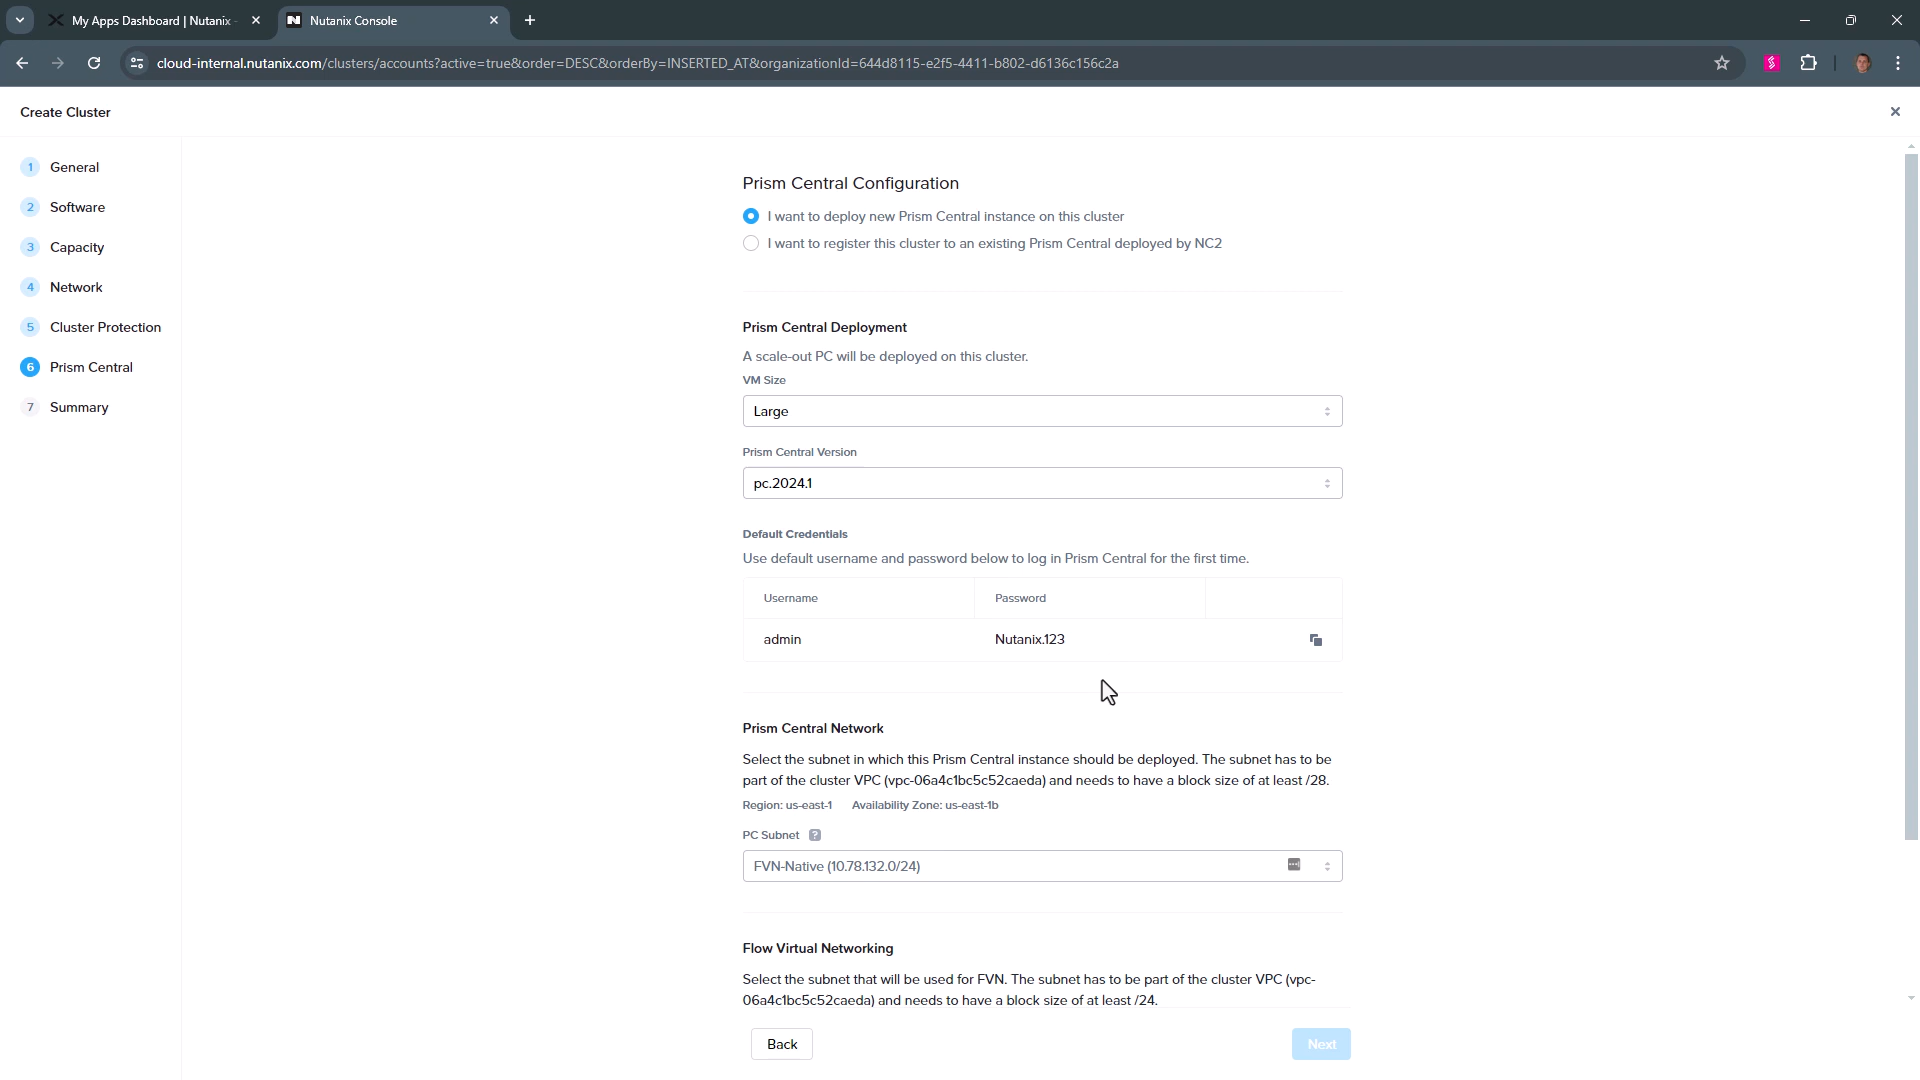 My Apps Dashboard | Nutanix
Nutanix Console
cloud-internal.nutanix.com/clusters/accounts?active=true&order=DESC&orderBy=INSERTED_AT&organizationId=644d8115-e2f5-4411-b802-d6136c156c2a
Create Cluster
1 General
2 Software
3 Capacity
4 Network
5 Cluster Protection
6 Prism Central
7 Summary
Prism Central Configuration
I want to deploy new Prism Central instance on this cluster
I want to register this cluster to an existing Prism Central deployed by NC2
Prism Central Deployment
A scale-out PC will be deployed on this cluster.
VM Size
Large
Prism Central Version
pc.2024.1
Default Credentials
Use default username and password below to log in Prism Central for the first time.
Username Password
admin Nutanix.123
Prism Central Network
Select the subnet in which this Prism Central instance should be deployed. The subnet has to be
part of the cluster VPC (vpc-06a4c1bc5c52caeda) and needs to have a block size of at least /28.
Region: us-east-1 Availability Zone: us-east-1b
PC Subnet ?
FVN-Native (10.78.132.0/24)
Flow Virtual Networking
Select the subnet that will be used for FVN. The subnet has to be part of the cluster VPC (vpc-
06a4c1bc5c52caeda) and needs to have a block size of at least /24.
Back Next